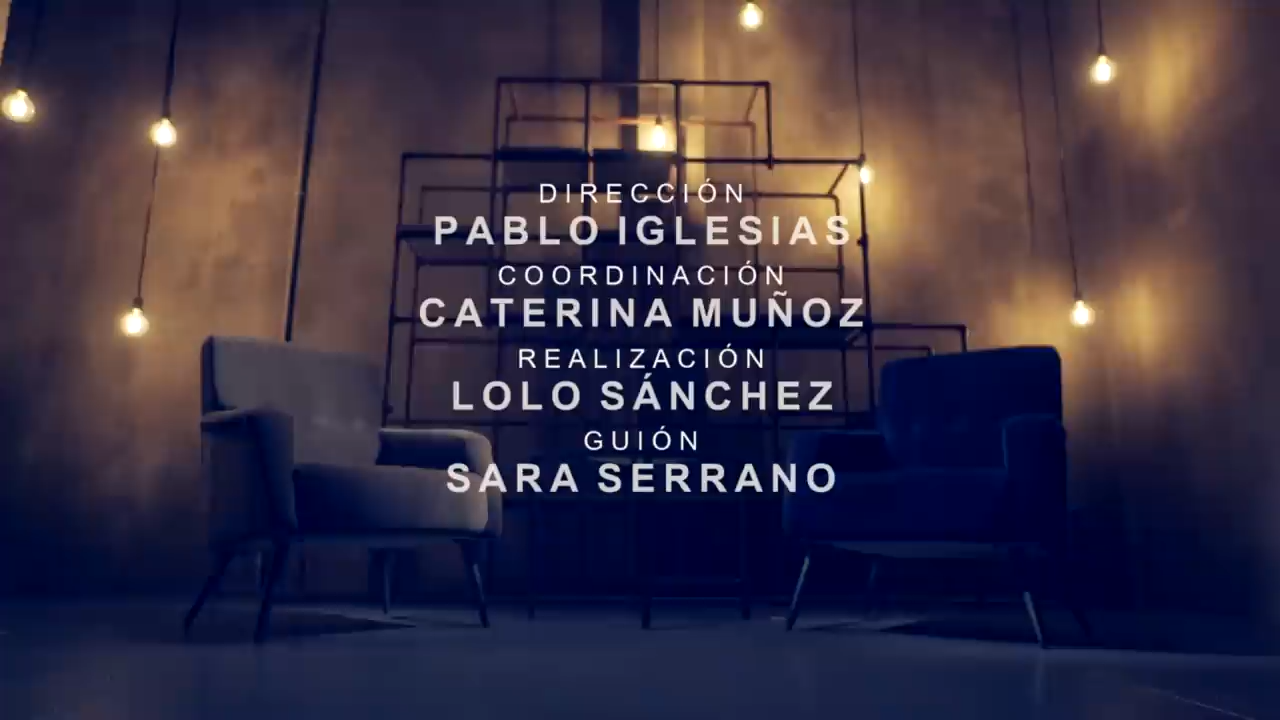 DIRECCIÓN
PABLO IGLESIAS
COORDINACIÓN
CATERINA MUÑOZ
REALIZACIÓN
LOLO SÁNCHEZ
GUIÓN
SARA SERRANO